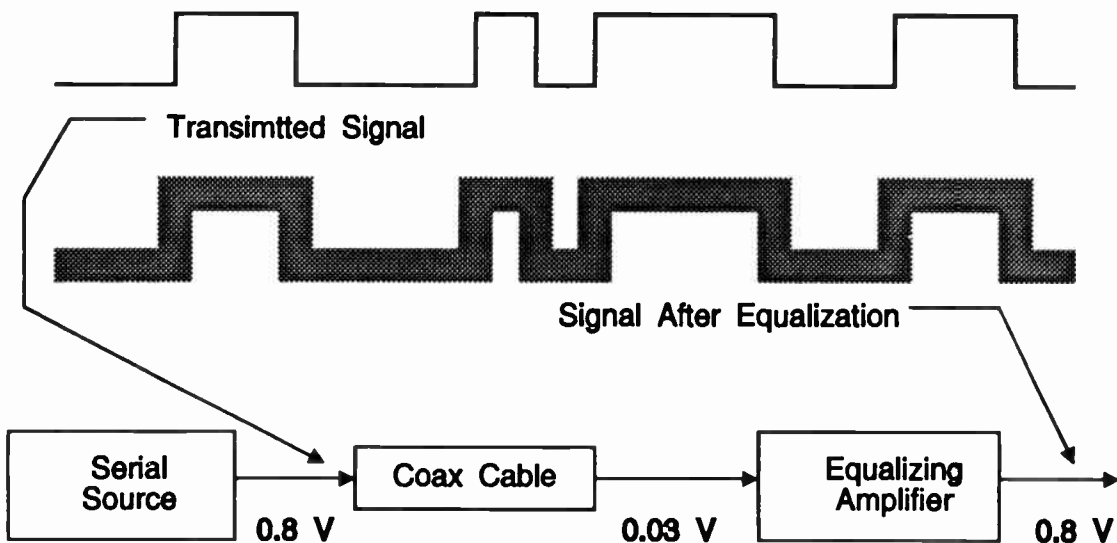 Transimtted Signal
Signal After Equalization
Serial
Source
Coax Cable
Equalizing
Amplifier
0.8 V
0.03 V
0.8 V